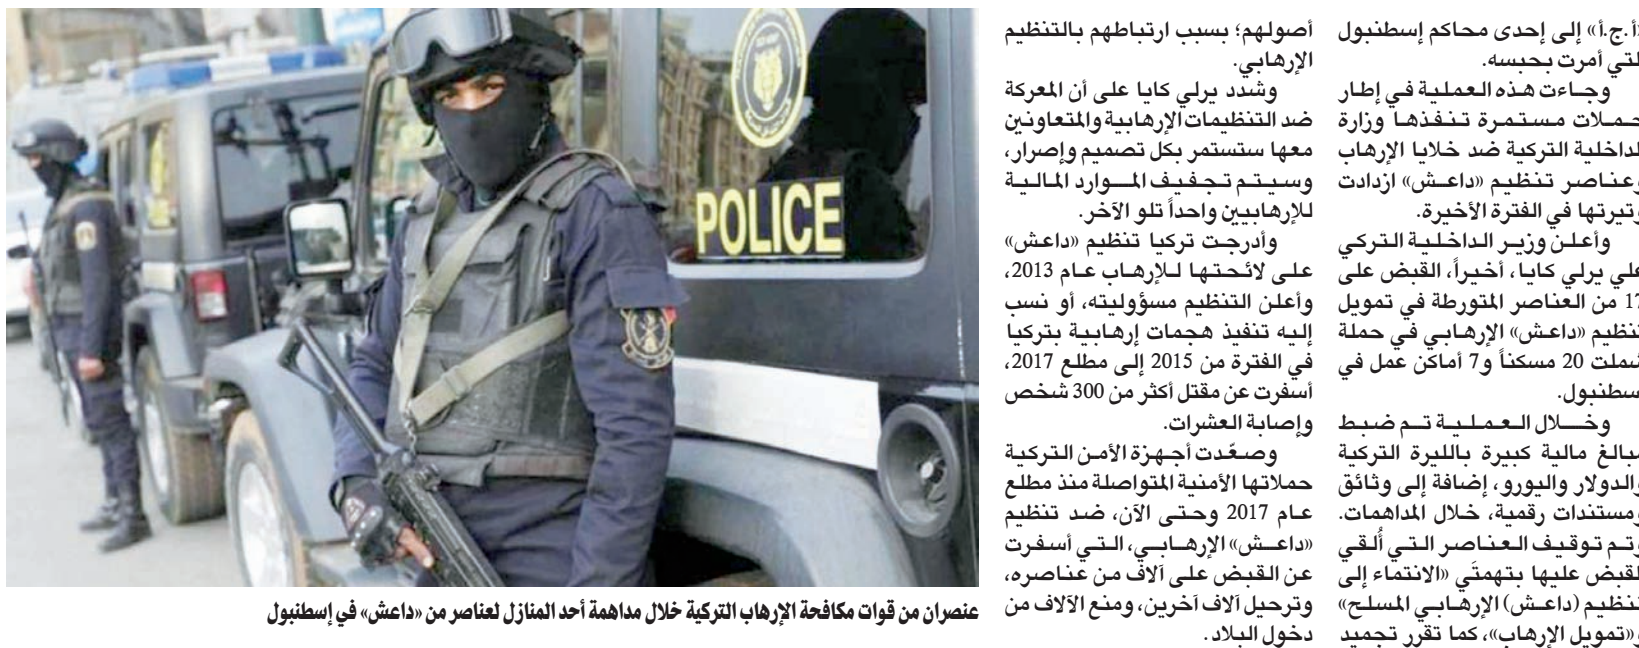 أ.ج.أ» إلى إحدى محاكم إسطنبول
لتي أمرت بحبسه.
وجاءت هذه العملية في إطار
حملات مستمرة تنفذها وزارة
لداخلية التركية ضد خلايا الإرهاب
وعناصر تنظيم «داعش» ازدادت
وتيرتها في الفترة الأخيرة.
وأعلن وزير الداخلية التركي
علي يرلي كايا، أخيراً، القبض على
17 من العناصر المتورطة في تمويل
تنظيم «داعش» الإرهابي في حملة
شملت 20 مسكناً و7 أماكن عمل في
إسطنبول.
وخلال العملية تم ضبط
مبالغ مالية كبيرة بالليرة التركية
والدولار واليورو، إضافة إلى وثائق
ومستندات رقمية، خلال المداهمات.
وتم توقيف العناصر التي أُلقي
لقبض عليها بتهمتَي «الانتماء إلى
تنظيم (داعش) الإرهابي المسلح»
و«تمويل الإرهاب»، كما تقرر تجميد
أصولهم؛ بسبب ارتباطهم بالتنظيم
الإرهابي.
وشدد يرلي كايا على أن المعركة
ضد التنظيمات الإرهابية والمتعاونين
معها ستستمر بكل تصميم وإصرار،
وسيتم تجفيف الموارد المالية
للإرهابيين واحداً تلو الآخر.
وأدرجت تركيا تنظيم «داعش»
على لائحتها للإرهاب عام 2013،
وأعلن التنظيم مسؤوليته، أو نسب
إليه تنفيذ هجمات إرهابية بتركيا
في الفترة من 2015 إلى مطلع 2017،
أسفرت عن مقتل أكثر من 300 شخص
وإصابة العشرات.
وصعّدت أجهزة الأمن التركية
حملاتها الأمنية المتواصلة منذ مطلع
عام 2017 وحتى الآن، ضد تنظيم
«داعش» الإرهابي، التي أسفرت
عن القبض على آلاف من عناصره،
وترحيل آلاف آخرين، ومنع الآلاف من
دخول البلاد.
POLICE
عنصران من قوات مكافحة الإرهاب التركية خلال مداهمة أحد المنازل لعناصر من «داعش» في إسطنبول